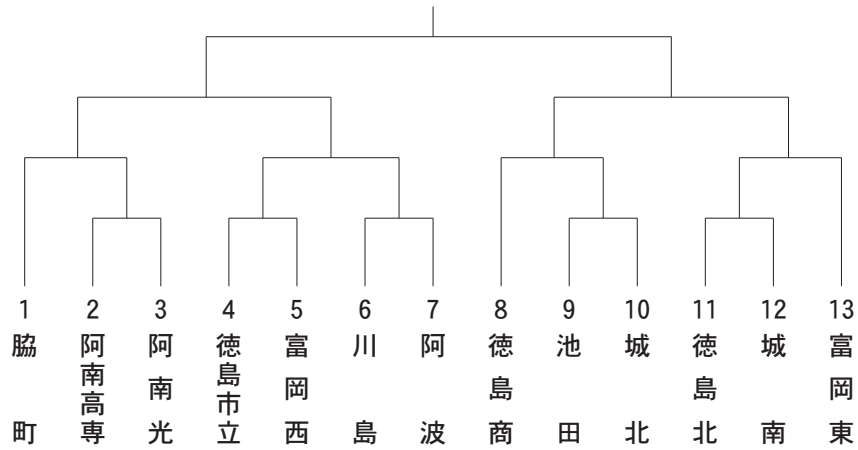 1 2 3 4 5 6 7 8 9 10 11 12 13
脇町
阿南高専
阿南光
徳島市立
富岡西
川島
阿波
徳島商
池田
城北
徳島北
城南
富岡東